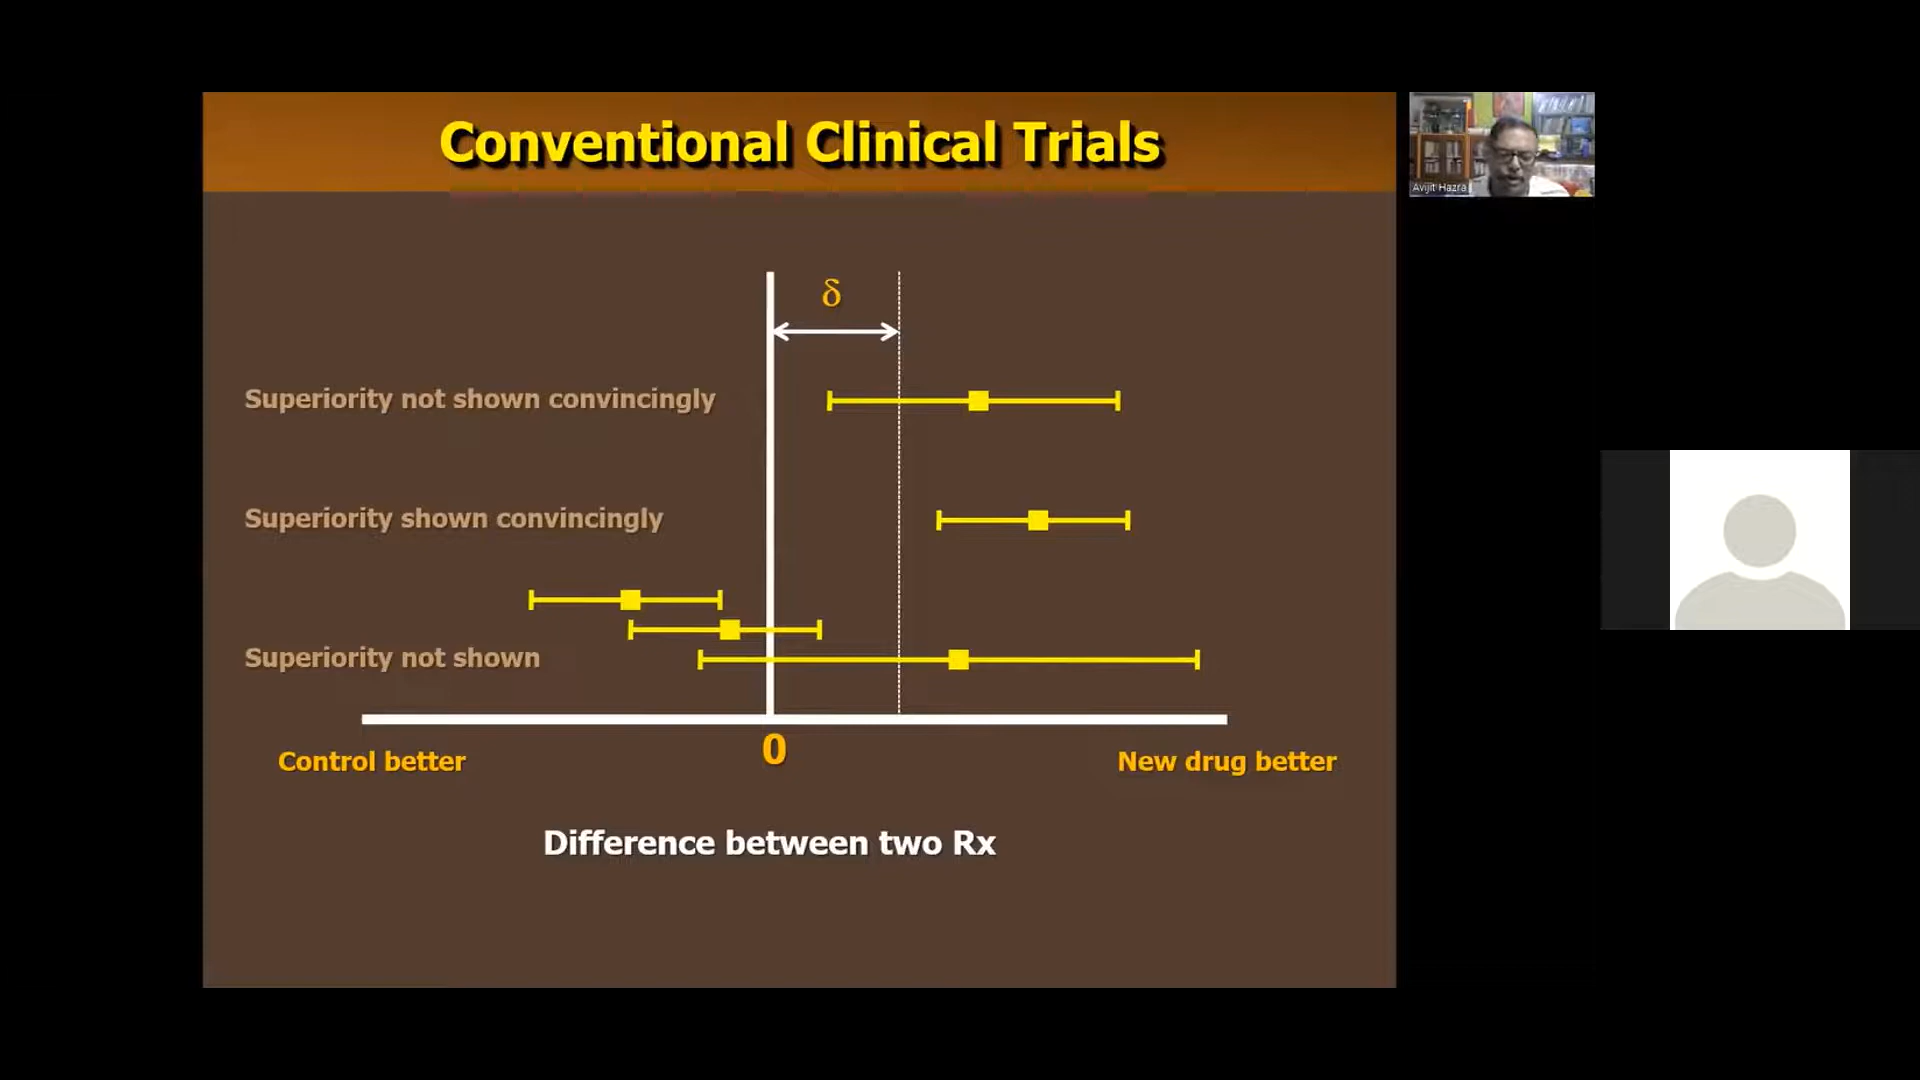 Conventional Clinical Trials
Avijit Hazra
δ
Superiority not shown convincingly
Superiority shown convincingly
Superiority not shown
0
Control better
New drug better
Difference between two Rx